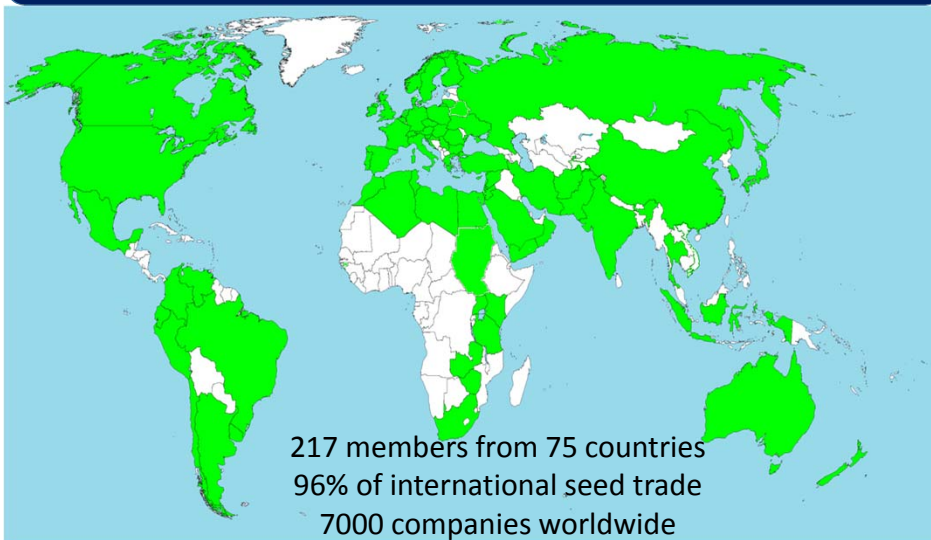 217 members from 75 countries
96% of international seed trade
7000 companies worldwide